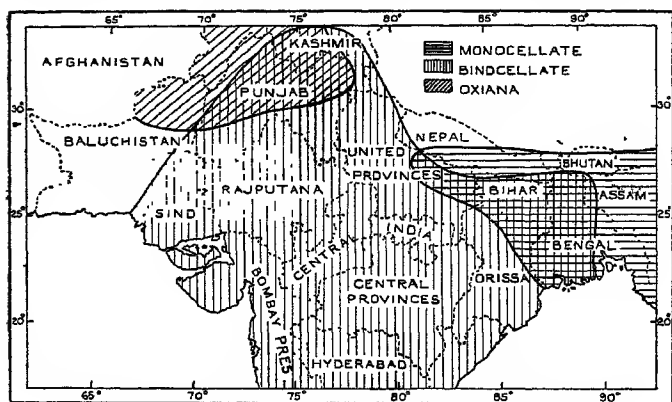 65° 70° 75° 80° 85° 90°
KASHMIR
AFGHANISTAN
MONOCELLATE
BINOCELLATE
OXIANA
PUNJAB
30° 30°
BALUCHISTAN
NEPAL
UNITED
PROVINCES
BHUTAN
RAJPUTANA
BIHAR
ASSAM
25° 25°
SIND
INDIA
BENGAL
CENTRAL
CENTRAL
PROVINCES
ORISSA
BOMBAY PRES
20° 20°
HYDERABAD
65° 70° 75° 80° 85° 90°